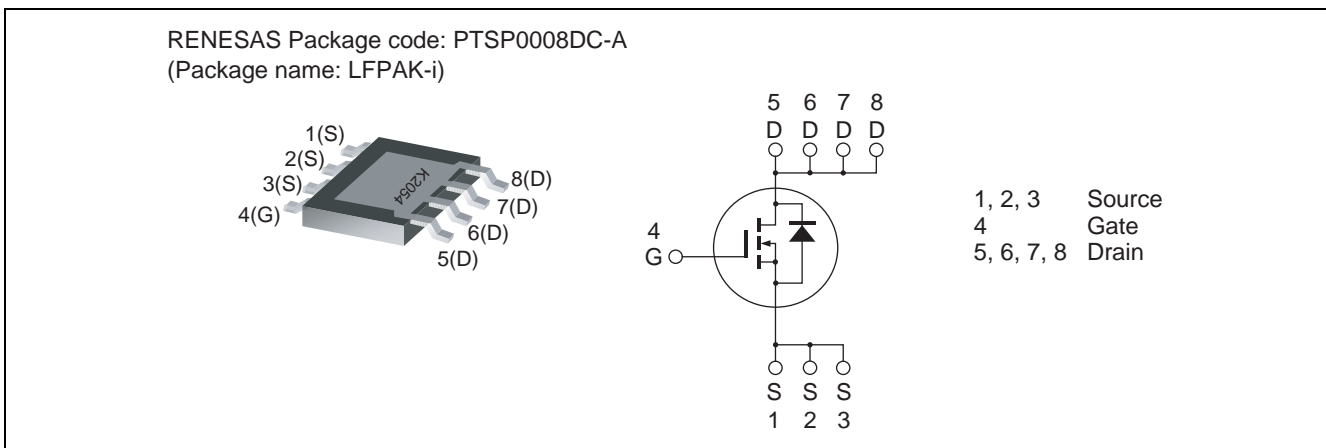 RENESAS Package code: PTSP0008DC-A
(Package name: LFPAK-i)
1(S)
2(S)
3(S)
4(G)
K2054
8(D)
7(D)
6(D)
5(D)
5 6 7 8
D D D D
4
G
S S S
1 2 3
1, 2, 3 Source
4 Gate
5, 6, 7, 8 Drain